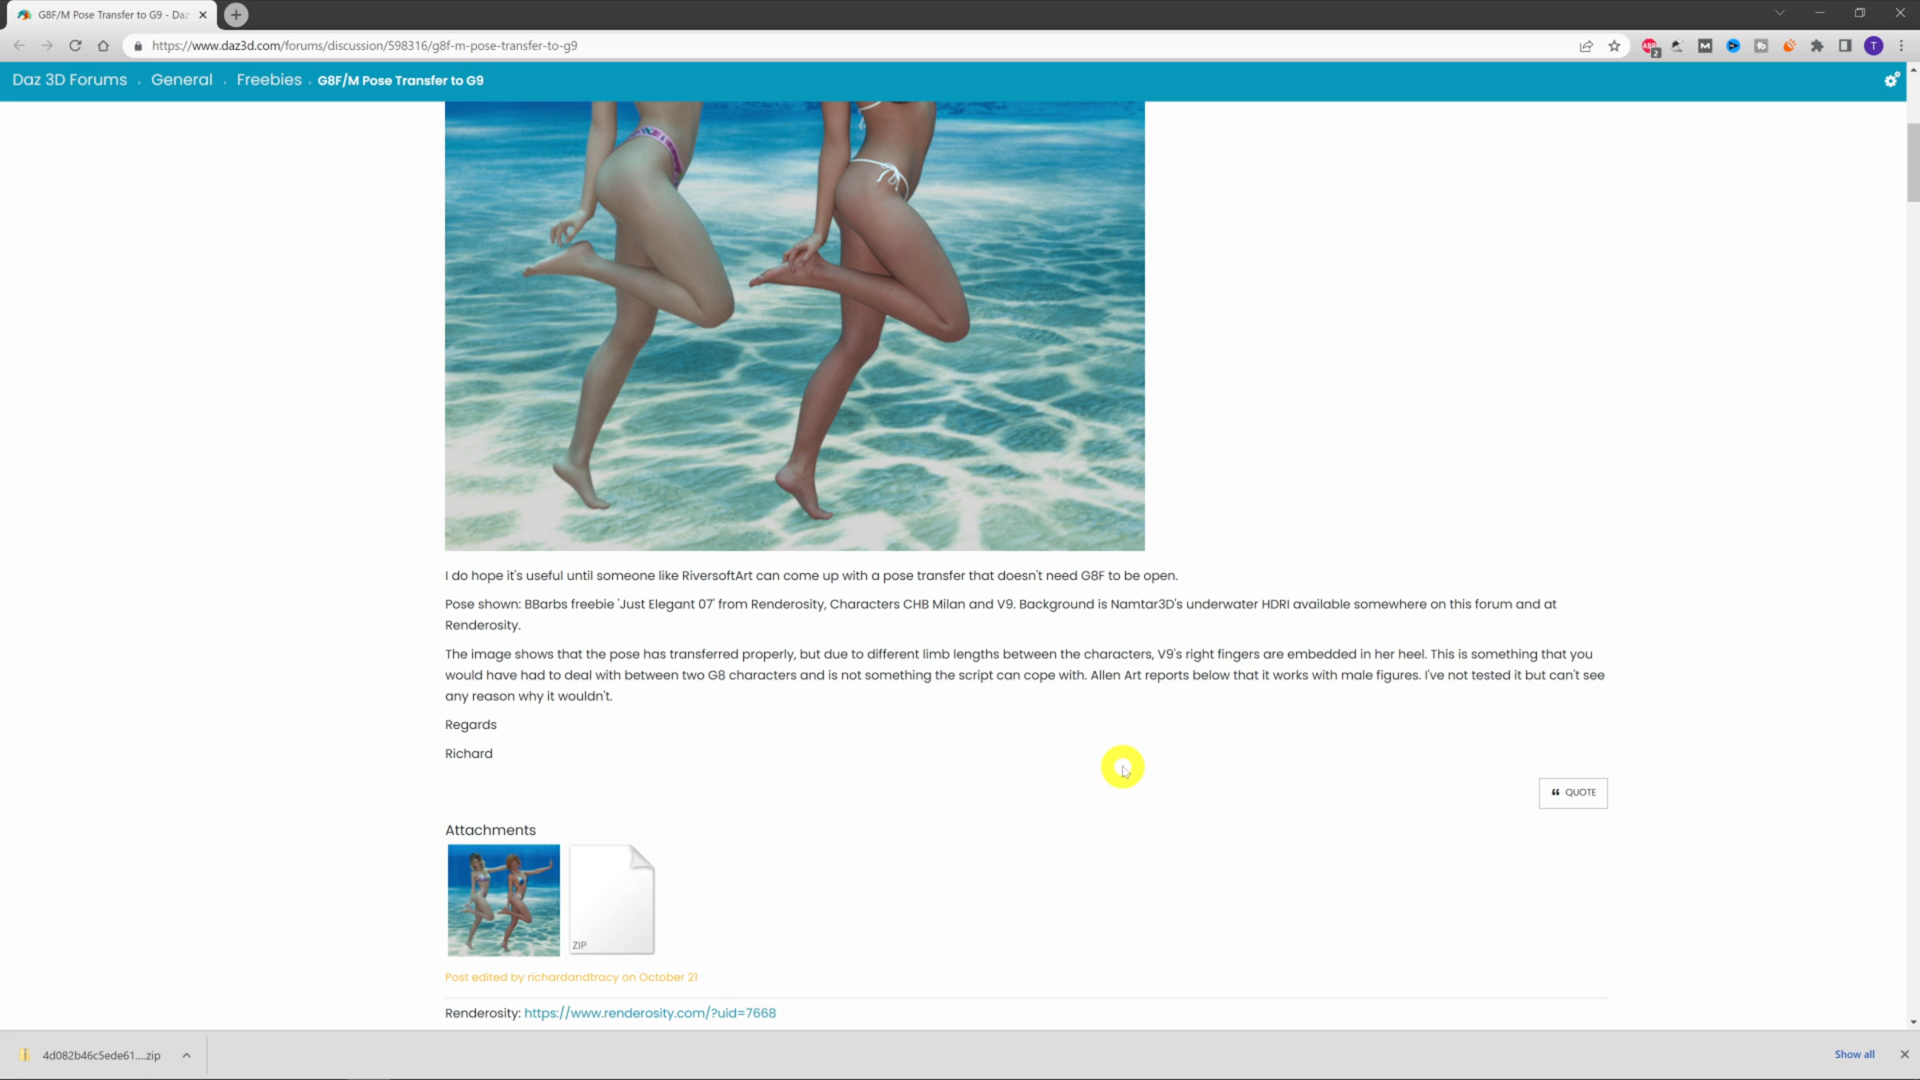 G8F/M Pose Transfer to G9 - Daz
https://www.daz3d.com/forums/discussion/598316/g8f-m-pose-transfer-to-g9
ABP
2
M
T
Daz 3D Forums
General
Freebies
G8F/M Pose Transfer to G9
I do hope it's useful until someone like RiversoftArt can come up with a pose transfer that doesn't need G8F to be open.
Pose shown: BBarbs freebie 'Just Elegant 07' from Renderosity, Characters CHB Milan and V9. Background is Namtar3D's underwater HDRI available somewhere on this forum and at
Renderosity.
The image shows that the pose has transferred properly, but due to different limb lengths between the characters, V9's right fingers are embedded in her heel. This is something that you
would have had to deal with between two G8 characters and is not something the script can cope with. Allen Art reports below that it works with male figures. I've not tested it but can't see
any reason why it wouldn't.
Regards
Richard
“ QUOTE
Attachments
ZIP
Post edited by richardandtracy on October 21
Renderosity: https://www.renderosity.com/?uid=7668
4d082b46c5ede61....zip
Show all